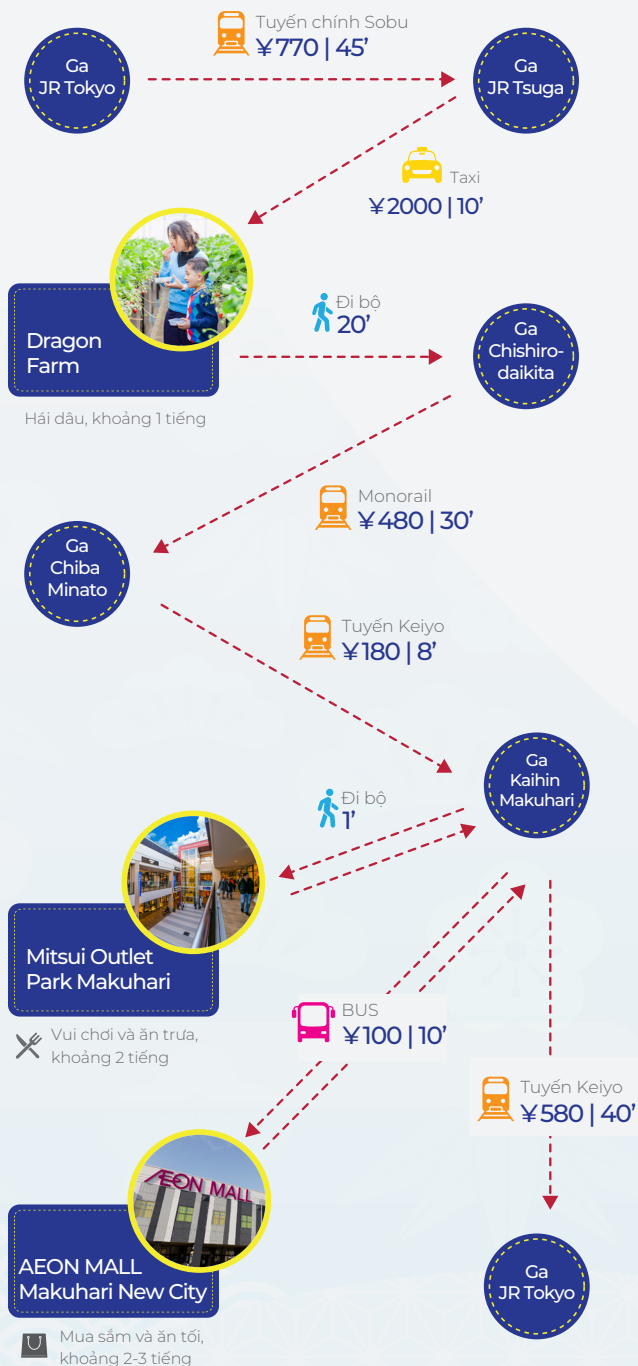 Tuyến chính Sobu
¥770 | 45’
Ga
JR Tokyo
Ga
JR Tsuga
Taxi
¥2000 | 10’
Dragon
Farm
Hái dâu, khoảng 1 tiếng
Đi bộ
20’
Ga
Chishiro-
daikita
Monorail
¥480 | 30’
Ga
Chiba
Minato
Tuyến Keiyo
¥180 | 8’
Ga
Kaihin
Makuhari
Đi bộ
1’
Mitsui Outlet
Park Makuhari
Vui chơi và ăn trưa,
khoảng 2 tiếng
BUS
¥100 | 10’
Tuyến Keiyo
¥580 | 40’
ÆON MALL
AEON MALL
Makuhari New City
Mua sắm và ăn tối,
khoảng 2-3 tiếng
Ga
JR Tokyo